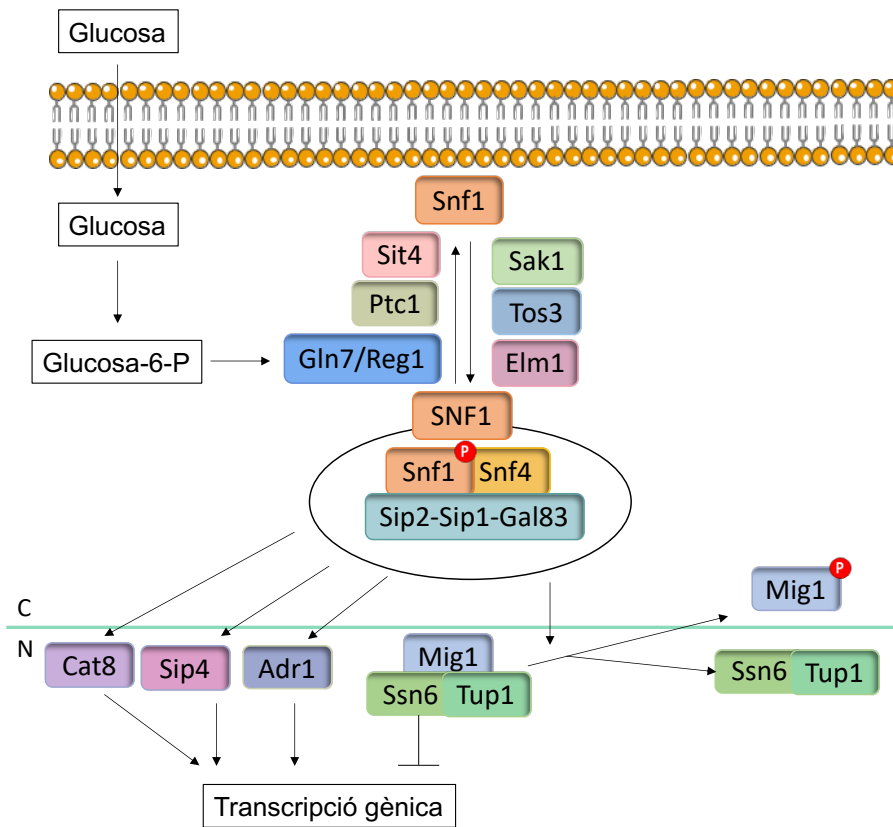 Glucosa
Snf1
Glucosa
Sit4
Sak1
Ptc1
Tos3
Glucosa-6-P
Gln7/Reg1
Elm1
SNF1
P
Snf1
Snf4
Sip2-Sip1-Gal83
P
Mig1
C
N
Cat8
Sip4
Adr1
Mig1
Ssn6
Tup1
Ssn6
Tup1
Transcripció gènica